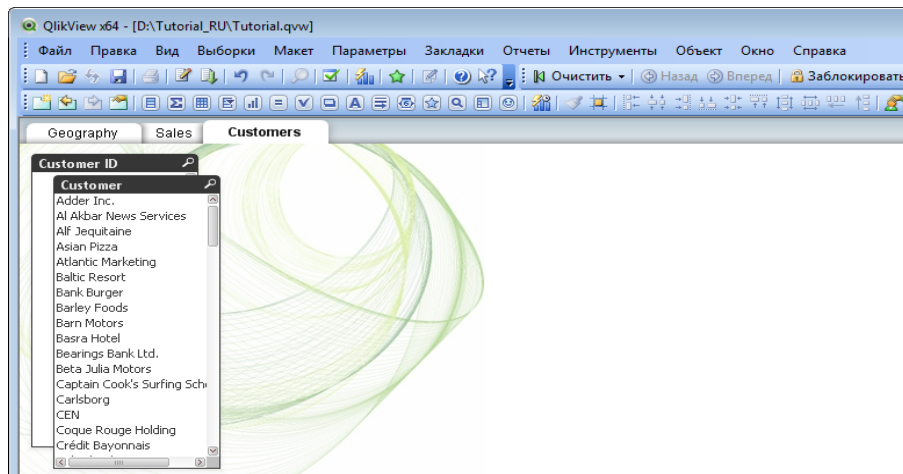 QlikView x64 - [D:\Tutorial_RU\Tutorial.qvw]
Файл Правка Вид Выборки Макет Параметры Закладки Отчеты Инструменты Объект Окно Справка
Очистить Назад Вперед Заблокировать
Geography Sales Customers
Customer ID
Customer
Adder Inc.
Al Akbar News Services
Alf Jequitaine
Asian Pizza
Atlantic Marketing
Baltic Resort
Bank Burger
Barley Foods
Barn Motors
Basra Hotel
Bearings Bank Ltd.
Beta Julia Motors
Captain Cook's Surfing Sch
Carlsborg
CEN
Coque Rouge Holding
Crédit Bayonnais